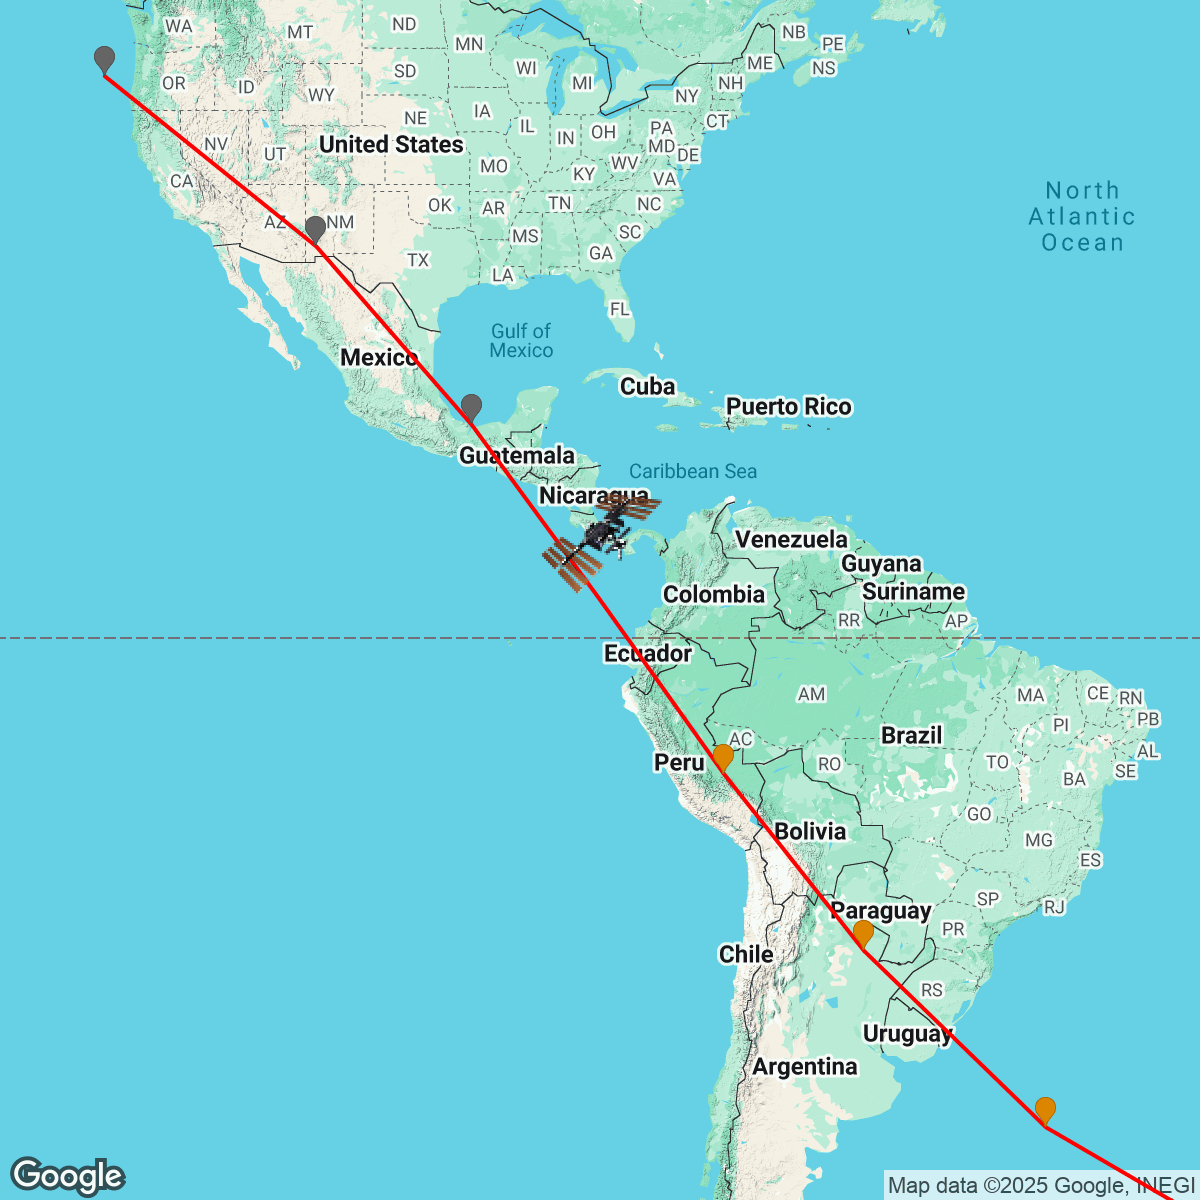 WA
MT
ND
MN
NB
PE
NS
ME
OR
ID
WY
SD
WI
MI
NH
NY
CT
NE
IA
IL
IN
OH
PA
MD
DE
NV
UT
United States
MO
KY
WV
VA
CA
AZ
NM
OK
AR
TN
NC
SC
MS
GA
TX
LA
FL
North
Atlantic
Ocean
Gulf of
Mexico
Mexico
Cuba
Puerto Rico
Guatemala
Caribbean Sea
Nicaragua
Venezuela
Guyana
Suriname
Colombia
RR
AP
Ecuador
AM
MA
CE
RN
PI
PB
AL
SE
AC
Brazil
Peru
RO
TO
BA
GO
Bolivia
MG
ES
SP
RJ
Paraguay
PR
Chile
RS
Uruguay
Argentina
Google
Map data ©2025 Google, INEGI